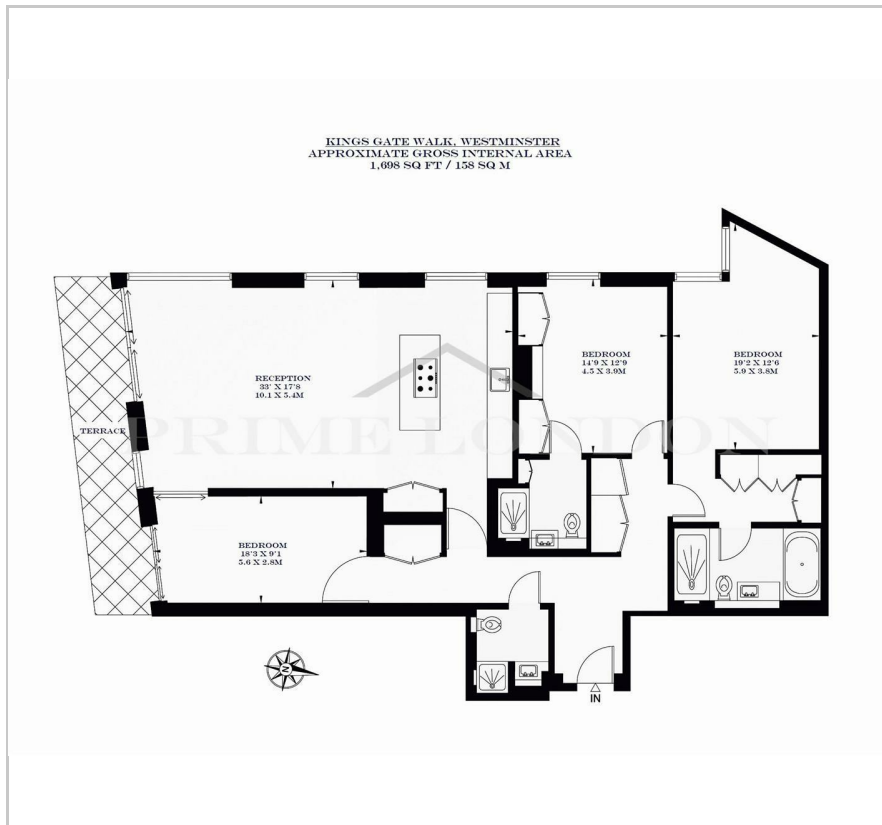 KINGS GATE WALK, WESTMINSTER
APPROXIMATE GROSS INTERNAL AREA
1,698 SQ FT / 158 SQ M
BEDROOM
14'9 X 12'9
4.5 X 3.9M
BEDROOM
19'2 X 12'6
5.9 X 3.8M
RECEPTION
33' X 17'8
10.1 X 5.4M
TERRACE
PRIME LONDON
BEDROOM
18'3 X 9'1
5.6 X 2.8M
N
IN